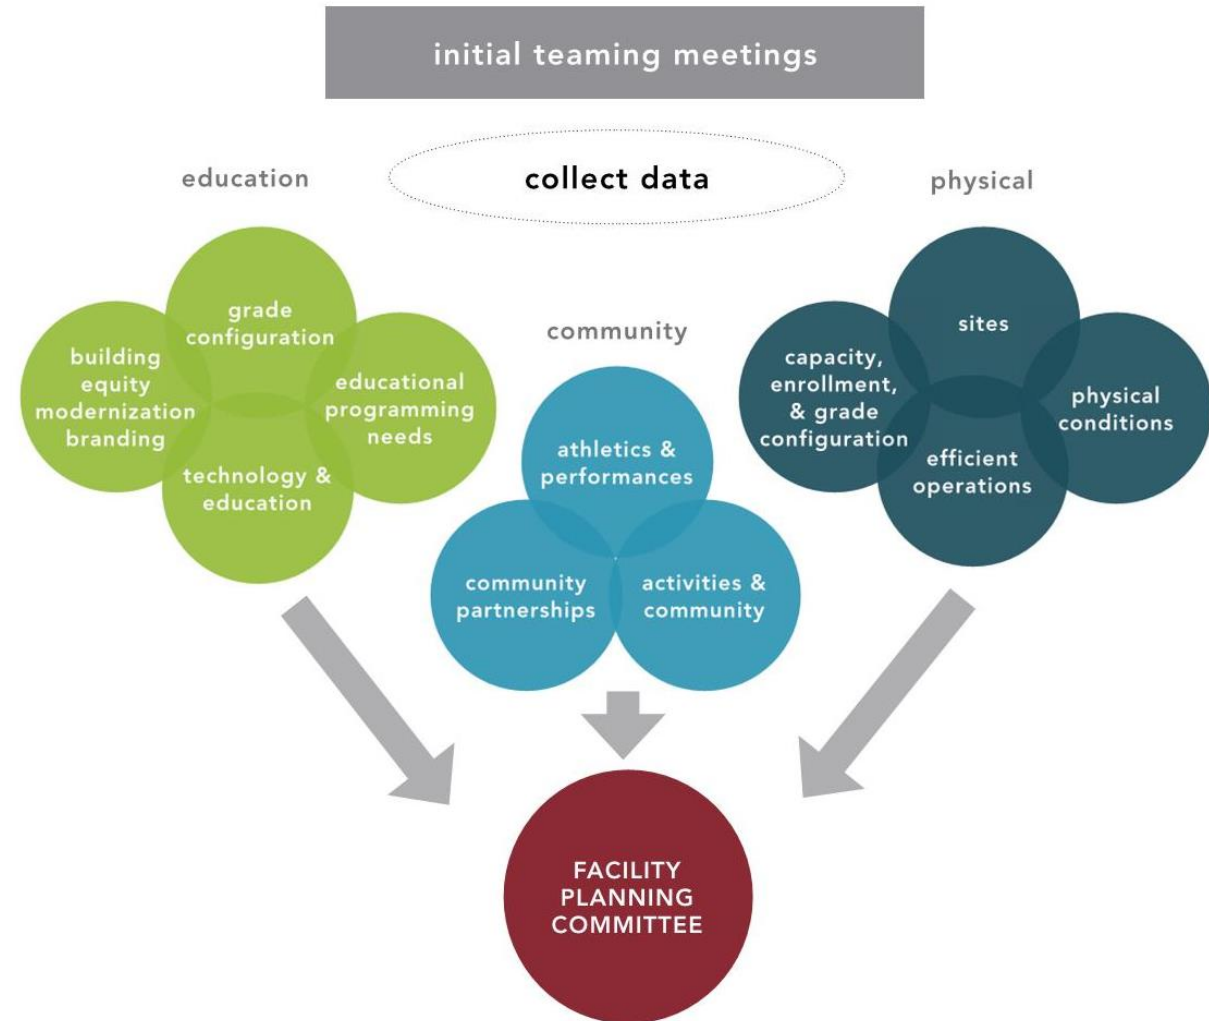 initial teaming meetings
collect data
education
physical
community
grade
configuration
building
equity
modernization
branding
educational
programming
needs
technology &
education
athletics &
performances
community
partnerships
activities &
community
sites
capacity,
enrollment,
& grade
configuration
physical
conditions
efficient
operations
FACILITY
PLANNING
COMMITTEE